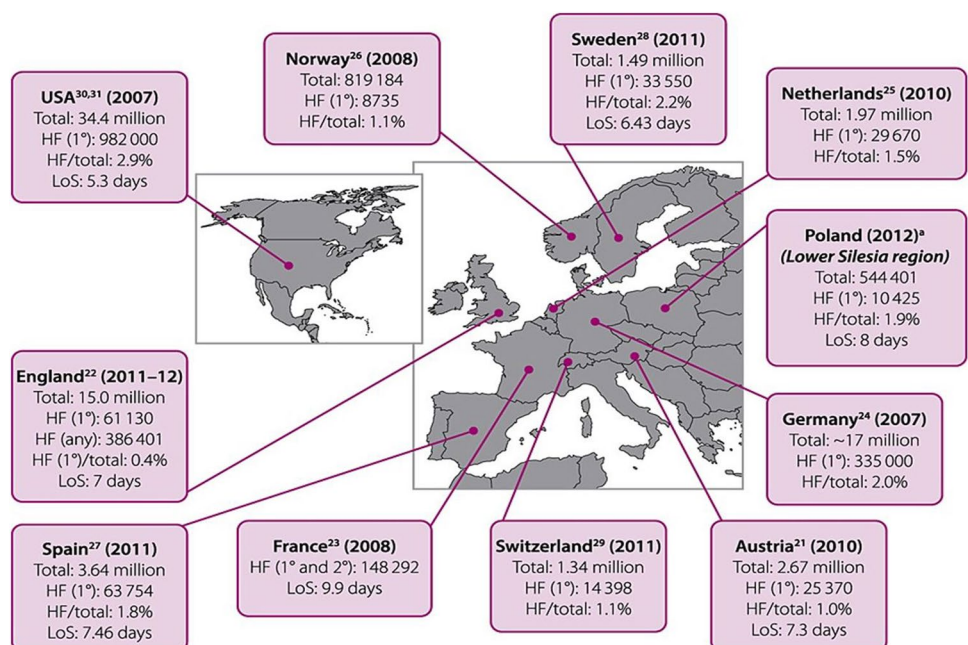 Norway²⁶ (2008)
Total: 819 184
HF (1°): 8735
HF/total: 1.1%
Sweden²⁸ (2011)
Total: 1.49 million
HF (1°): 33 550
HF/total: 2.2%
LoS: 6.43 days
USA³⁰,³¹ (2007)
Total: 34.4 million
HF (1°): 982 000
HF/total: 2.9%
LoS: 5.3 days
Netherlands²⁵ (2010)
Total: 1.97 million
HF (1°): 29 670
HF/total: 1.5%
Poland (2012)ᵃ
(Lower Silesia region)
Total: 544 401
HF (1°): 10 425
HF/total: 1.9%
LoS: 8 days
England²² (2011–12)
Total: 15.0 million
HF (1°): 61 130
HF (any): 386 401
HF (1°)/total: 0.4%
LoS: 7 days
Germany²⁴ (2007)
Total: ~17 million
HF (1°): 335 000
HF/total: 2.0%
Spain²⁷ (2011)
Total: 3.64 million
HF (1°): 63 754
HF/total: 1.8%
LoS: 7.46 days
France²³ (2008)
HF (1° and 2°): 148 292
LoS: 9.9 days
Switzerland²⁹ (2011)
Total: 1.34 million
HF (1°): 14 398
HF/total: 1.1%
Austria²¹ (2010)
Total: 2.67 million
HF (1°): 25 370
HF/total: 1.0%
LoS: 7.3 days